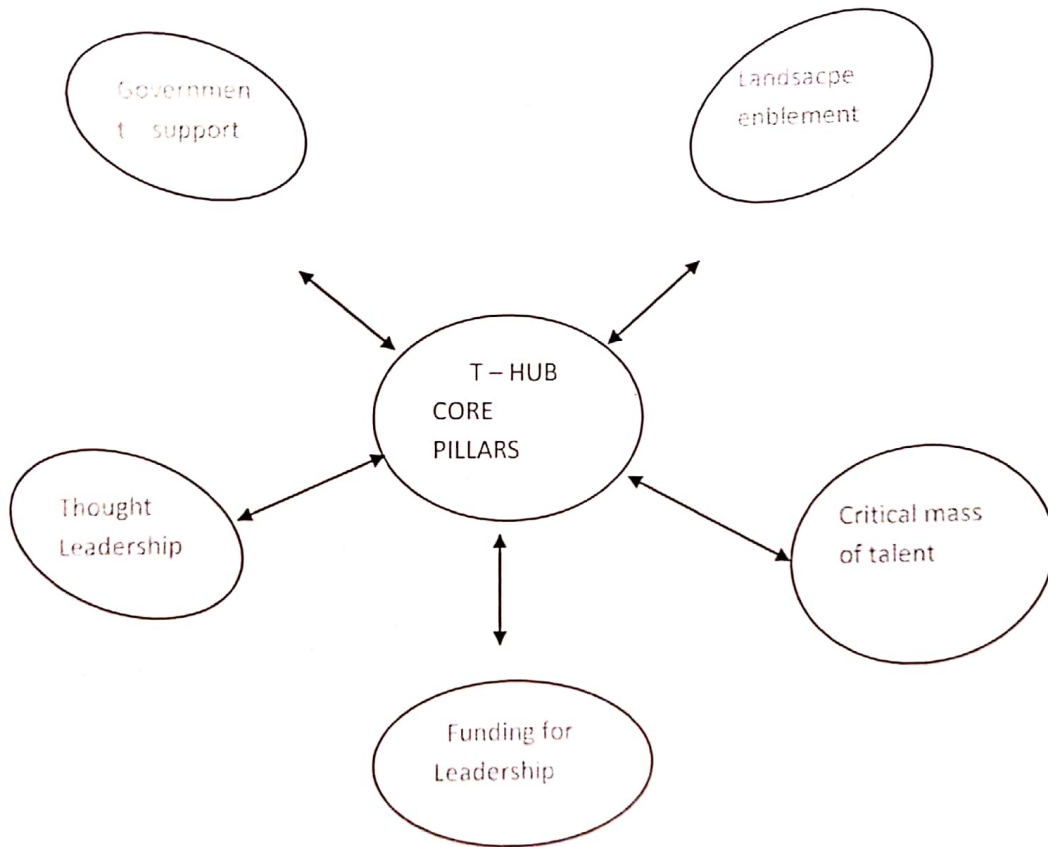 Governmen
t support
Landsacpe
enblement
T – HUB
CORE
PILLARS
Thought
Leadership
Critical mass
of talent
Funding for
Leadership